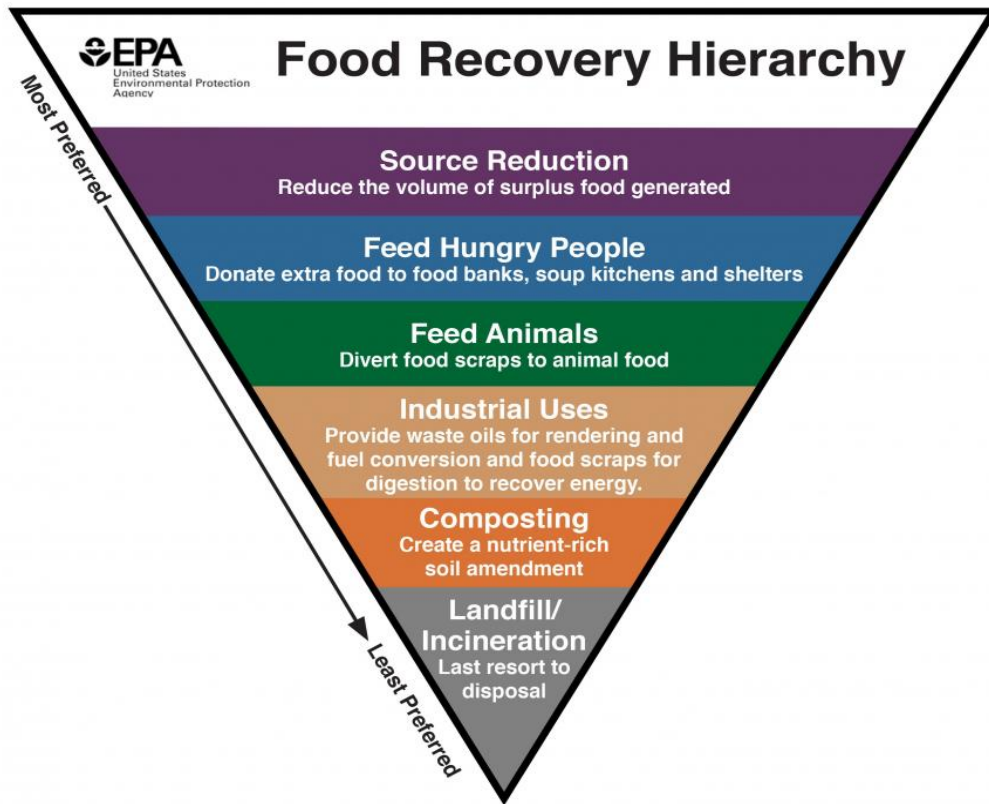 EPA
United States
Environmental Protection
Agency
Food Recovery Hierarchy
Most Preferred
Source Reduction
Reduce the volume of surplus food generated
Feed Hungry People
Donate extra food to food banks, soup kitchens and shelters
Feed Animals
Divert food scraps to animal food
Industrial Uses
Provide waste oils for rendering and
fuel conversion and food scraps for
digestion to recover energy.
Composting
Create a nutrient-rich
soil amendment
Landfill/
Incineration
Last resort to
disposal
Least Preferred